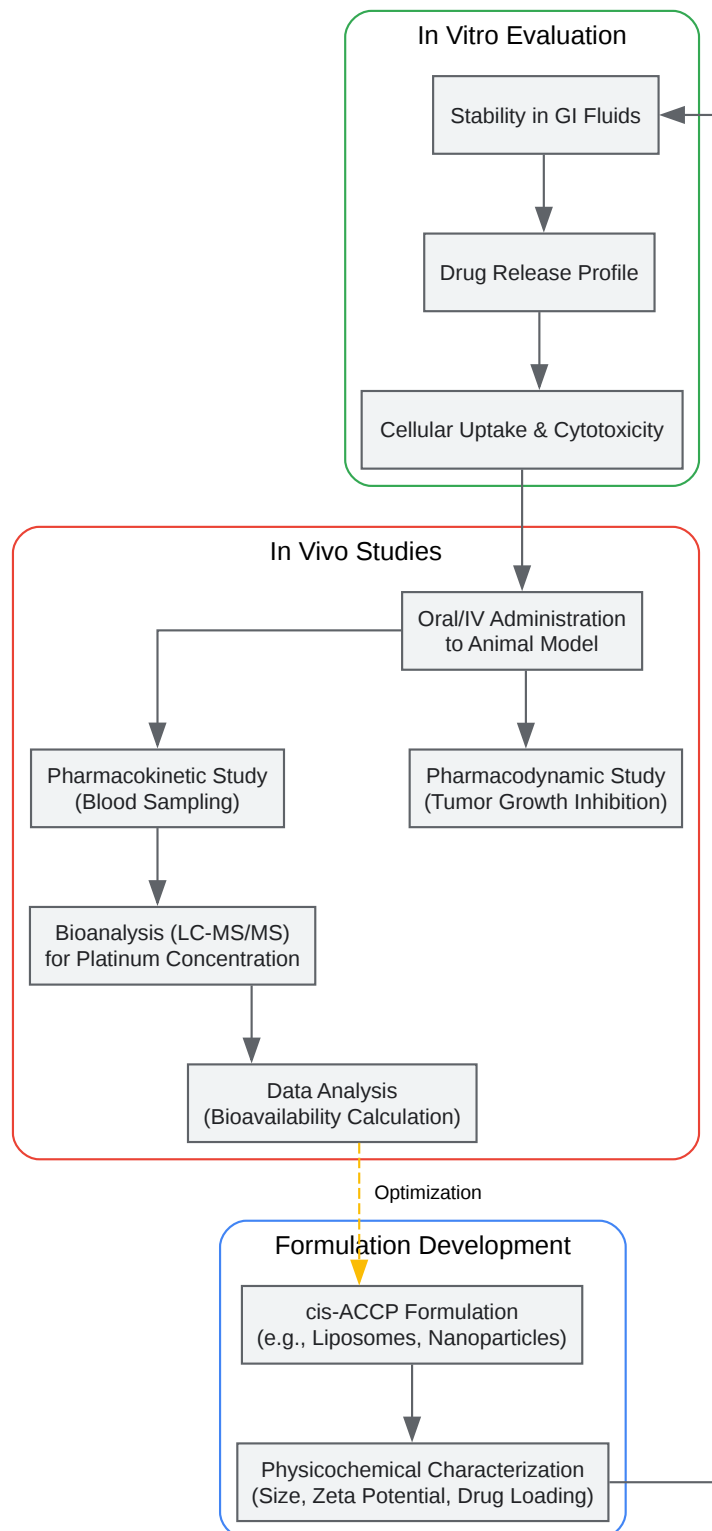 In Vitro Evaluation
Stability in GI Fluids
Drug Release Profile
Cellular Uptake & Cytotoxicity
In Vivo Studies
Oral/IV Administration
to Animal Model
Pharmacokinetic Study
(Blood Sampling)
Pharmacodynamic Study
(Tumor Growth Inhibition)
Bioanalysis (LC-MS/MS)
for Platinum Concentration
Data Analysis
(Bioavailability Calculation)
Optimization
Formulation Development
cis-ACCP Formulation
(e.g., Liposomes, Nanoparticles)
Physicochemical Characterization
(Size, Zeta Potential, Drug Loading)